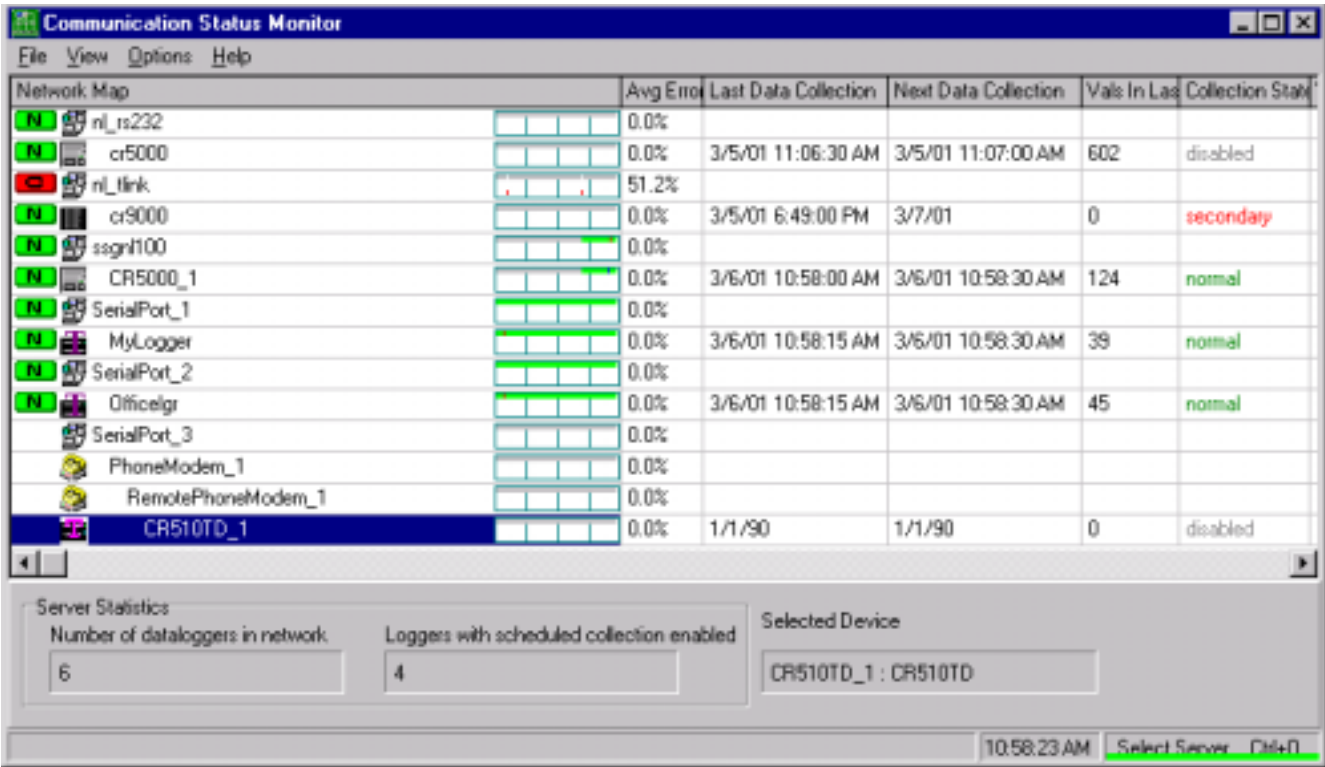 Communication Status Monitor
File View Options Help
Network Map Avg Erro Last Data Collection Next Data Collection Vals In Las Collection State
N nl_rs232 0.0%
N cr5000 0.0% 3/5/01 11:06:30 AM 3/5/01 11:07:00 AM 602 disabled
C nl_tlink 51.2%
N cr9000 0.0% 3/5/01 6:49:00 PM 3/7/01 0 secondary
N ssgnl100 0.0%
N CR5000_1 0.0% 3/6/01 10:58:00 AM 3/6/01 10:58:30 AM 124 normal
N SerialPort_1 0.0%
N MyLogger 0.0% 3/6/01 10:58:15 AM 3/6/01 10:58:30 AM 39 normal
N SerialPort_2 0.0%
N Officelgr 0.0% 3/6/01 10:58:15 AM 3/6/01 10:58:30 AM 45 normal
SerialPort_3 0.0%
PhoneModem_1 0.0%
RemotePhoneModem_1 0.0%
CR510TD_1 0.0% 1/1/90 1/1/90 0 disabled
Server Statistics
Number of dataloggers in network Loggers with scheduled collection enabled Selected Device
6 4 CR510TD_1 : CR510TD
10:58:23 AM Select Server